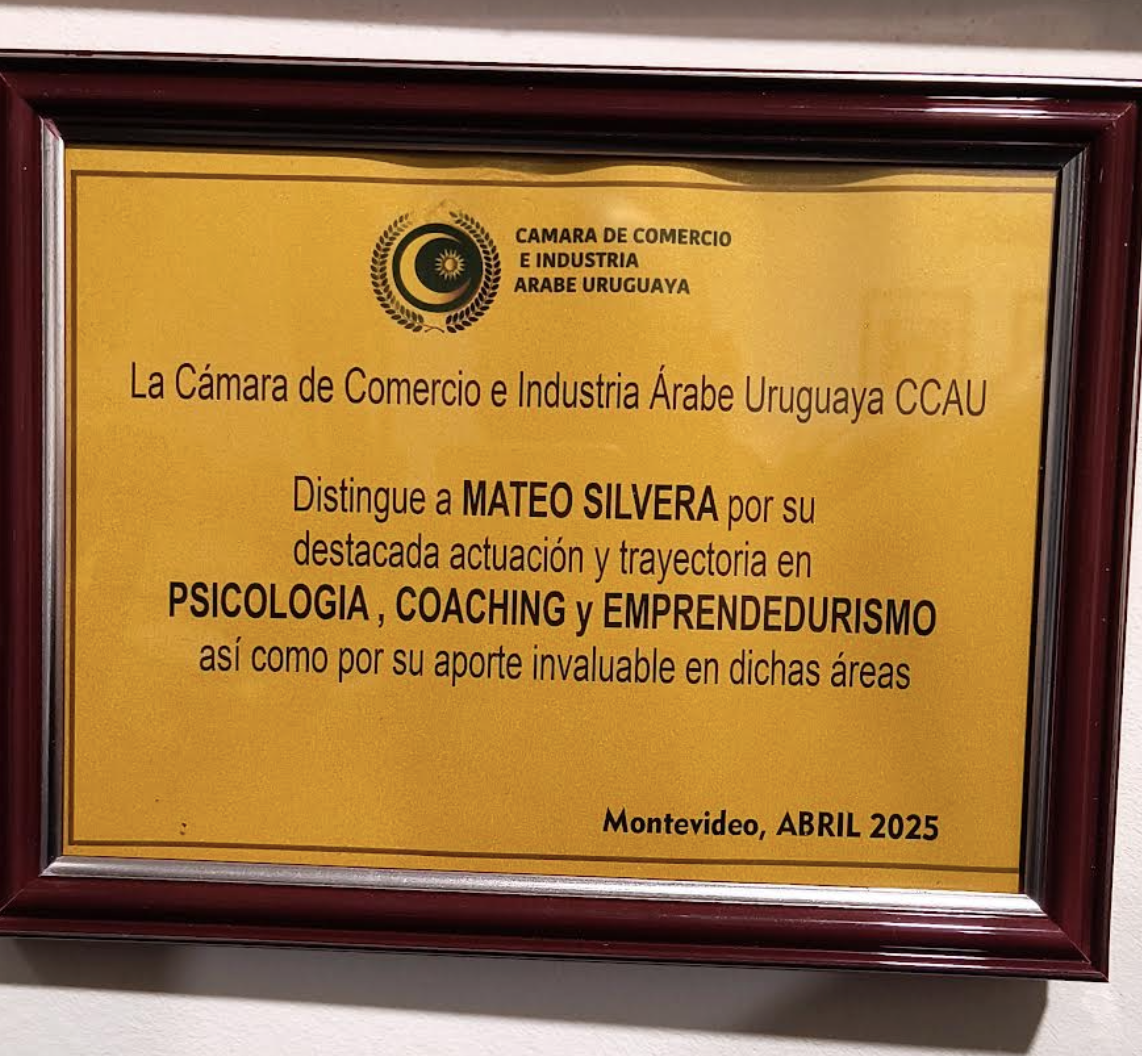 CAMARA DE COMERCIO
E INDUSTRIA
ARABE URUGUAYA
La Cámara de Comercio e Industria Árabe Uruguaya CCAU
Distingue a MATEO SILVERA por su
destacada actuación y trayectoria en
PSICOLOGIA , COACHING y EMPRENDEDURISMO
así como por su aporte invaluable en dichas áreas
Montevideo, ABRIL 2025